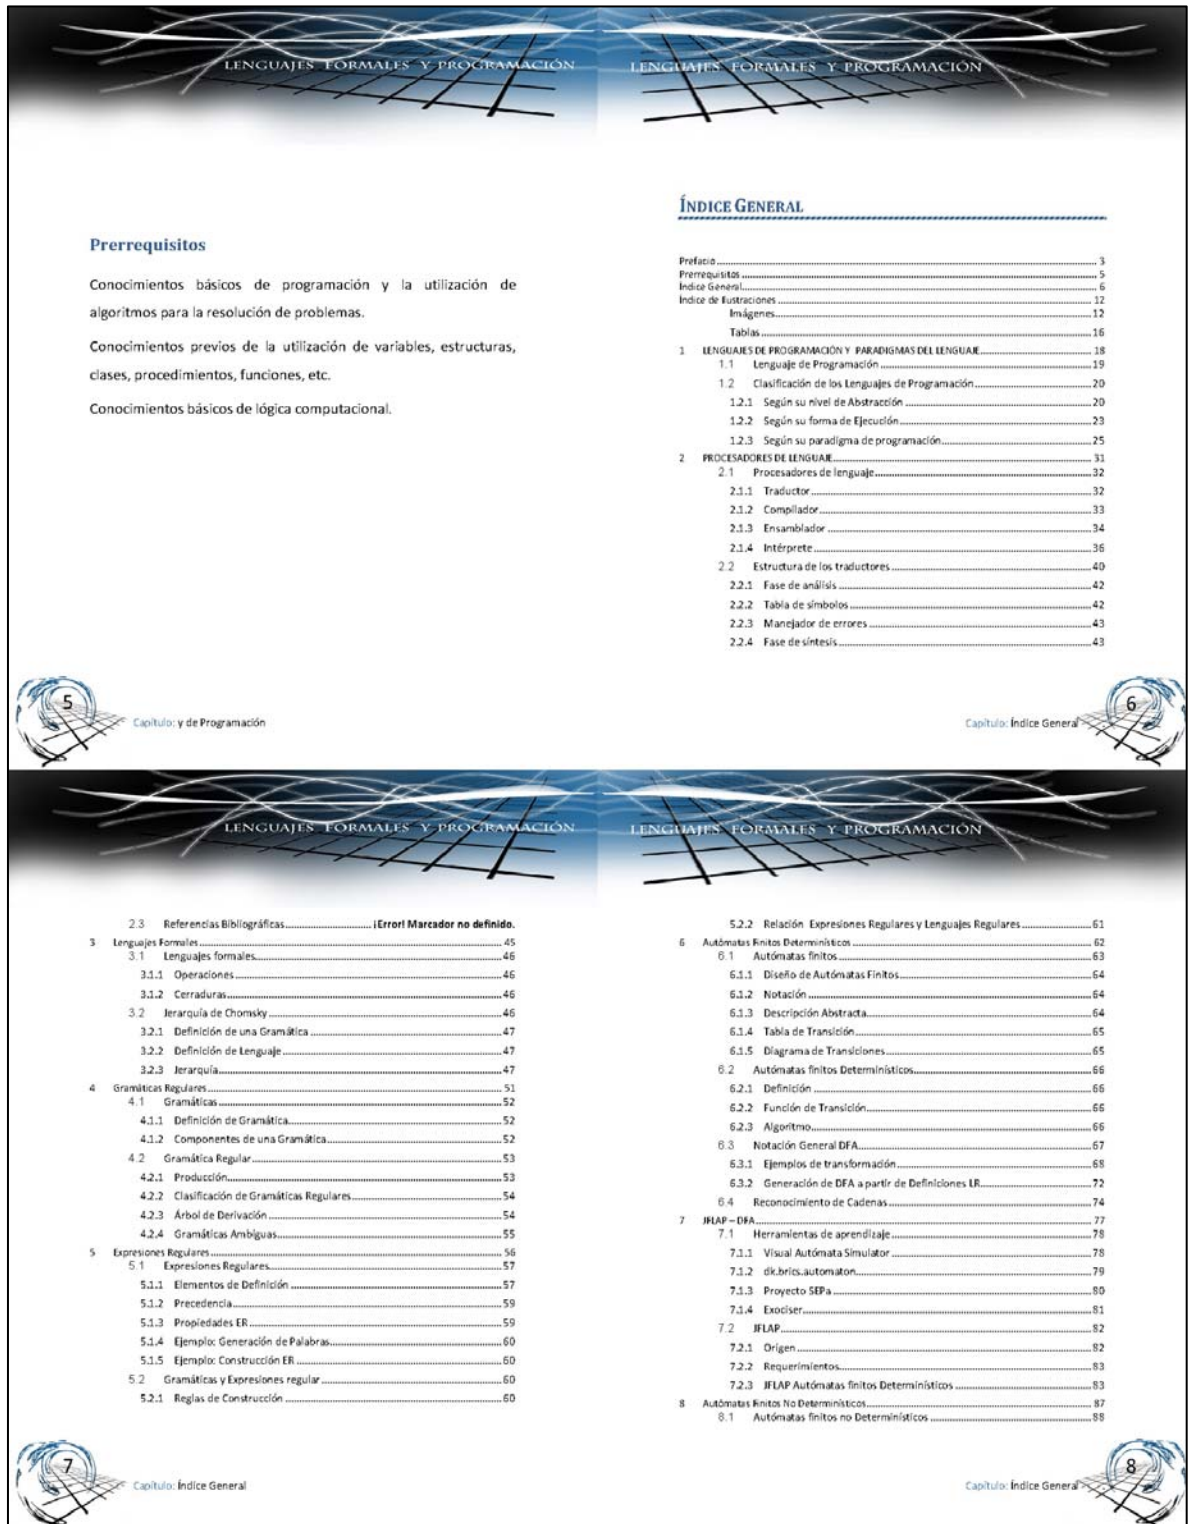 LENGUAJES FORMALES Y PROGRAMACIÓN
Prerrequisitos
Conocimientos básicos de programación y la utilización de
algoritmos para la resolución de problemas.
Conocimientos previos de la utilización de variables, estructuras,
clases, procedimientos, funciones, etc.
Conocimientos básicos de lógica computacional.
5
Capítulo: y de Programación
LENGUAJES FORMALES Y PROGRAMACIÓN
ÍNDICE GENERAL
Prefacio 3
Prerrequisitos 5
Índice General 6
Índice de Ilustraciones 12
Imágenes 12
Tablas 16
1 LENGUAJES DE PROGRAMACIÓN Y PARADIGMAS DEL LENGUAJE 18
1.1 Lenguaje de Programación 19
1.2 Clasificación de los Lenguajes de Programación 20
1.2.1 Según su nivel de Abstracción 20
1.2.2 Según su forma de Ejecución 23
1.2.3 Según su paradigma de programación 25
2 PROCESADORES DE LENGUAJE 31
2.1 Procesadores de lenguaje 32
2.1.1 Traductor 32
2.1.2 Compilador 33
2.1.3 Ensamblador 34
2.1.4 Intérprete 36
2.2 Estructura de los traductores 40
2.2.1 Fase de análisis 42
2.2.2 Tabla de símbolos 42
2.2.3 Manejador de errores 43
2.2.4 Fase de síntesis 43
6
Capítulo: Índice General
LENGUAJES FORMALES Y PROGRAMACIÓN
2.3 Referencias Bibliográficas ¡Error! Marcador no definido.
3 Lenguajes Formales 45
3.1 Lenguajes formales 46
3.1.1 Operaciones 46
3.1.2 Cerraduras 46
3.2 Jerarquía de Chomsky 46
3.2.1 Definición de una Gramática 47
3.2.2 Definición de Lenguaje 47
3.2.3 Jerarquía 47
4 Gramáticas Regulares 51
4.1 Gramáticas 52
4.1.1 Definición de Gramática 52
4.1.2 Componentes de una Gramática 52
4.2 Gramática Regular 53
4.2.1 Producción 53
4.2.2 Clasificación de Gramáticas Regulares 54
4.2.3 Árbol de Derivación 54
4.2.4 Gramáticas Ambiguas 55
5 Expresiones Regulares 56
5.1 Expresiones Regulares 57
5.1.1 Elementos de Definición 57
5.1.2 Precedencia 59
5.1.3 Propiedades ER 59
5.1.4 Ejemplo: Generación de Palabras 60
5.1.5 Ejemplo: Construcción ER 60
5.2 Gramáticas y Expresiones regular 60
5.2.1 Reglas de Construcción 60
7
Capítulo: Índice General
LENGUAJES FORMALES Y PROGRAMACIÓN
5.2.2 Relación Expresiones Regulares y Lenguajes Regulares 61
6 Autómatas Finitos Determinísticos 62
6.1 Autómatas finitos 63
6.1.1 Diseño de Autómatas Finitos 64
6.1.2 Notación 64
6.1.3 Descripción Abstracta 64
6.1.4 Tabla de Transición 65
6.1.5 Diagrama de Transiciones 65
6.2 Autómatas finitos Determinísticos 66
6.2.1 Definición 66
6.2.2 Función de Transición 66
6.2.3 Algoritmo 66
6.3 Notación General DFA 67
6.3.1 Ejemplos de transformación 68
6.3.2 Generación de DFA a partir de Definiciones LR 72
6.4 Reconocimiento de Cadenas 74
7 JFLAP – DFA 77
7.1 Herramientas de aprendizaje 78
7.1.1 Visual Autómata Simulator 78
7.1.2 dk.brics.automaton 79
7.1.3 Proyecto SEPa 80
7.1.4 Exociser 81
7.2 JFLAP 82
7.2.1 Origen 82
7.2.2 Requerimientos 83
7.2.3 JFLAP Autómatas finitos Determinísticos 83
8 Autómatas Finitos No Determinísticos 87
8.1 Autómatas finitos no Determinísticos 88
8
Capítulo: Índice General